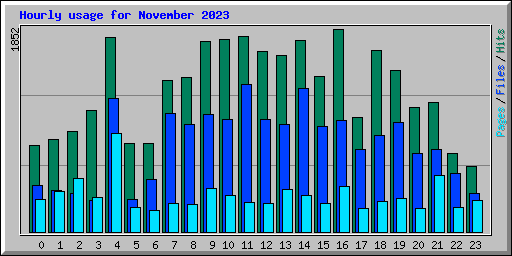 Hourly usage for November 2023
1852
Pages/Files/Hits
0 1 2 3 4 5 6 7 8 9 10 11 12 13 14 15 16 17 18 19 20 21 22 23